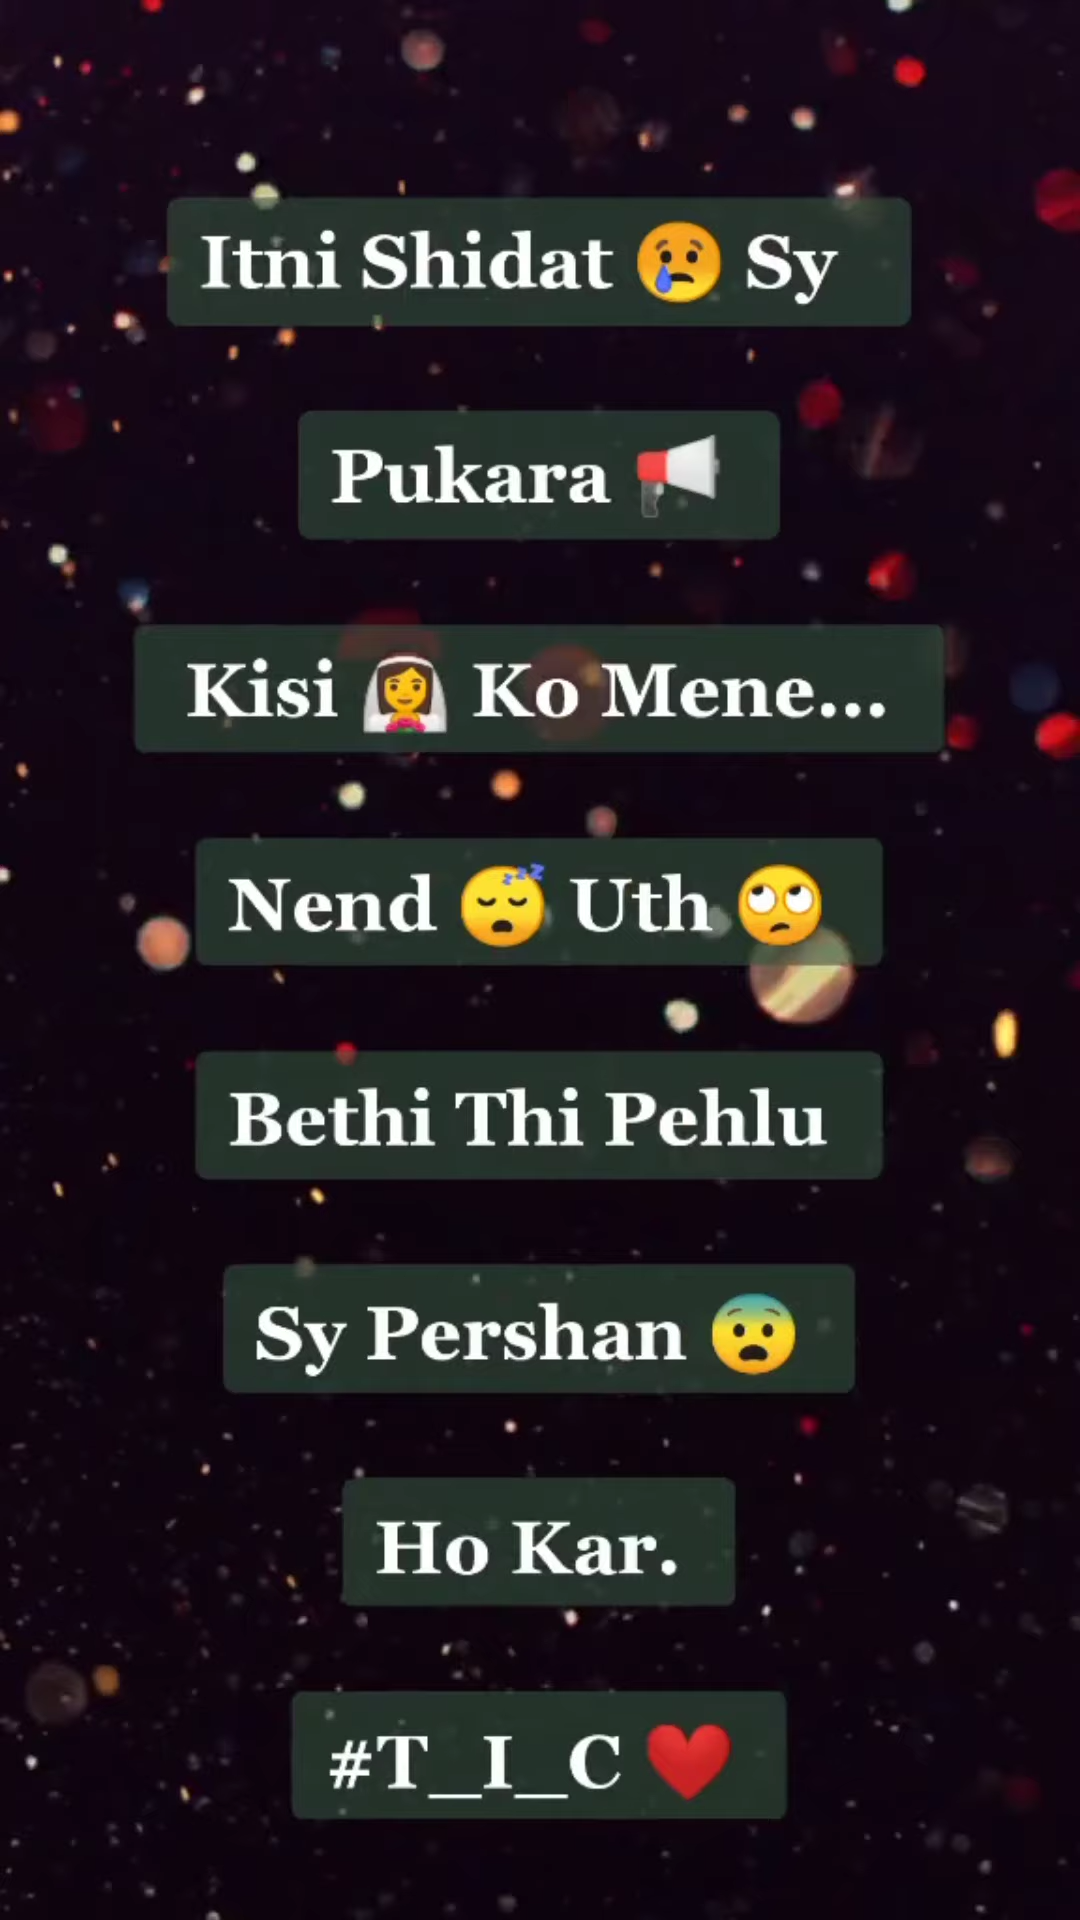 Itni Shidat 😢 Sy
Pukara 📢
Kisi 👰 Ko Mene...
Nend 😴 Uth 🙄
Bethi Thi Pehlu
Sy Pershan 😨
Ho Kar.
#T_I_C ❤️